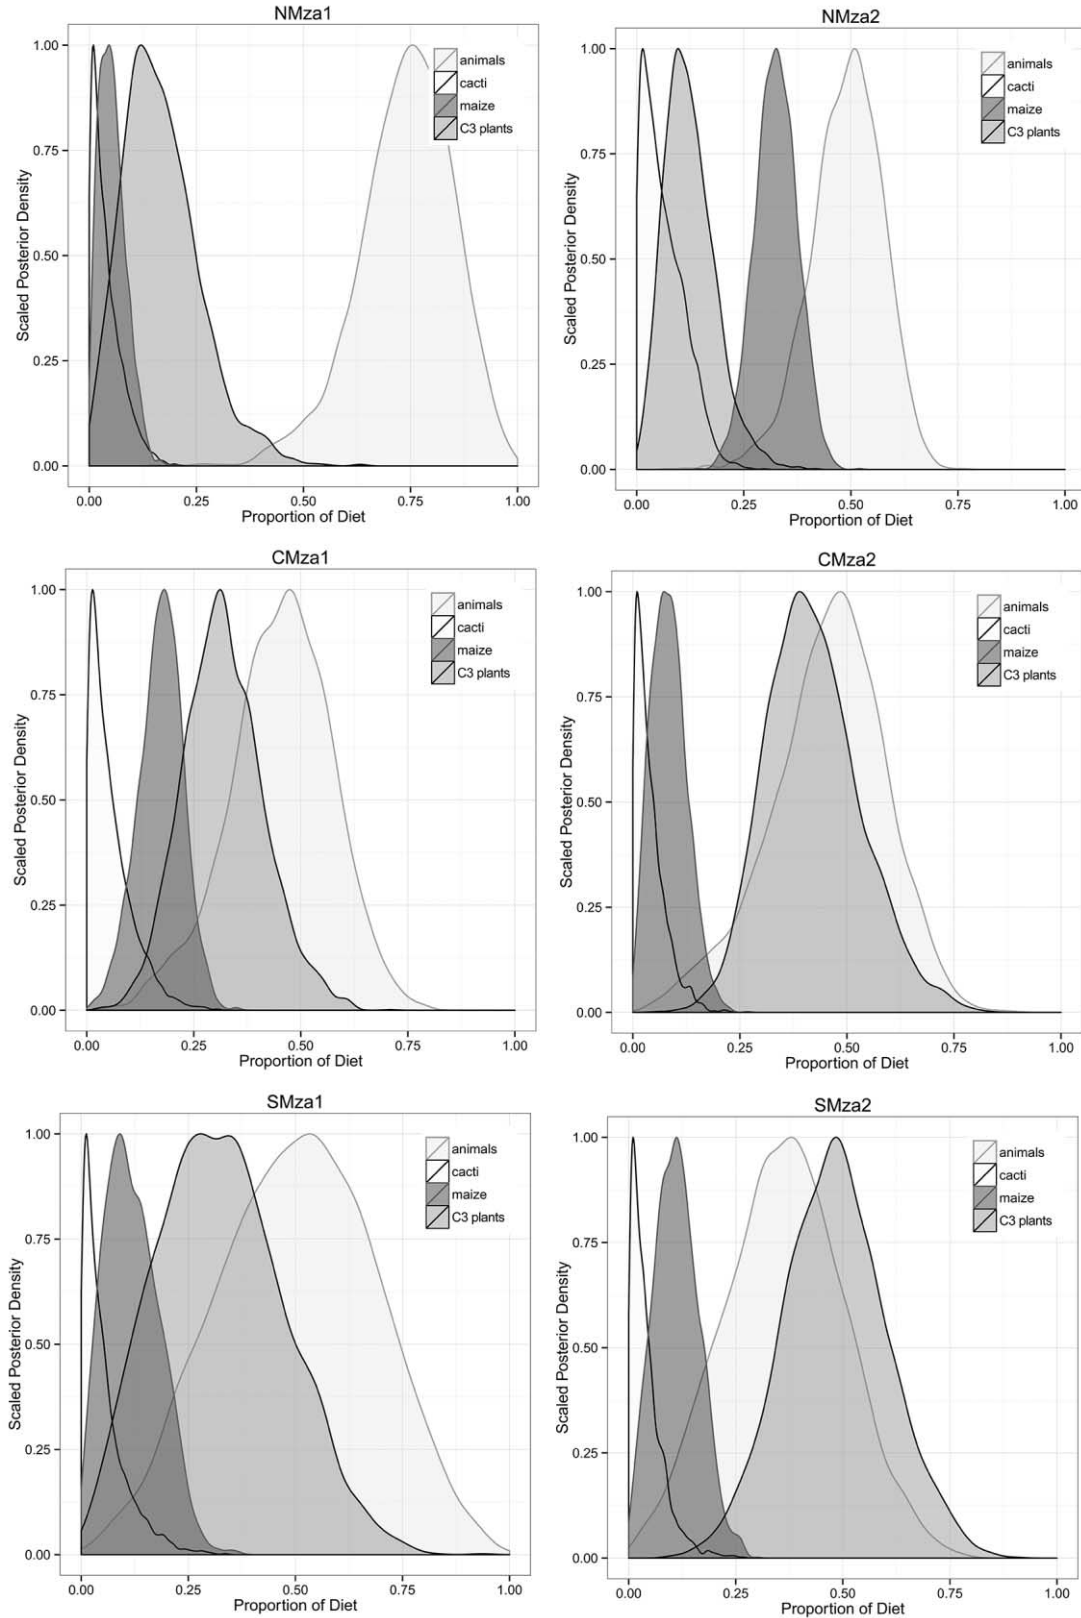 NMza1
1.00
0.75
0.50
0.25
0.00
Scaled Posterior Density
animals
cacti
maize
C3 plants
0.00 0.25 0.50 0.75 1.00
Proportion of Diet
NMza2
1.00
0.75
0.50
0.25
0.00
Scaled Posterior Density
animals
cacti
maize
C3 plants
0.00 0.25 0.50 0.75 1.00
Proportion of Diet
CMza1
1.00
0.75
0.50
0.25
0.00
Scaled Posterior Density
animals
cacti
maize
C3 plants
0.00 0.25 0.50 0.75 1.00
Proportion of Diet
CMza2
1.00
0.75
0.50
0.25
0.00
Scaled Posterior Density
animals
cacti
maize
C3 plants
0.00 0.25 0.50 0.75 1.00
Proportion of Diet
SMza1
1.00
0.75
0.50
0.25
0.00
Scaled Posterior Density
animals
cacti
maize
C3 plants
0.00 0.25 0.50 0.75 1.00
Proportion of Diet
SMza2
1.00
0.75
0.50
0.25
0.00
Scaled Posterior Density
animals
cacti
maize
C3 plants
0.00 0.25 0.50 0.75 1.00
Proportion of Diet